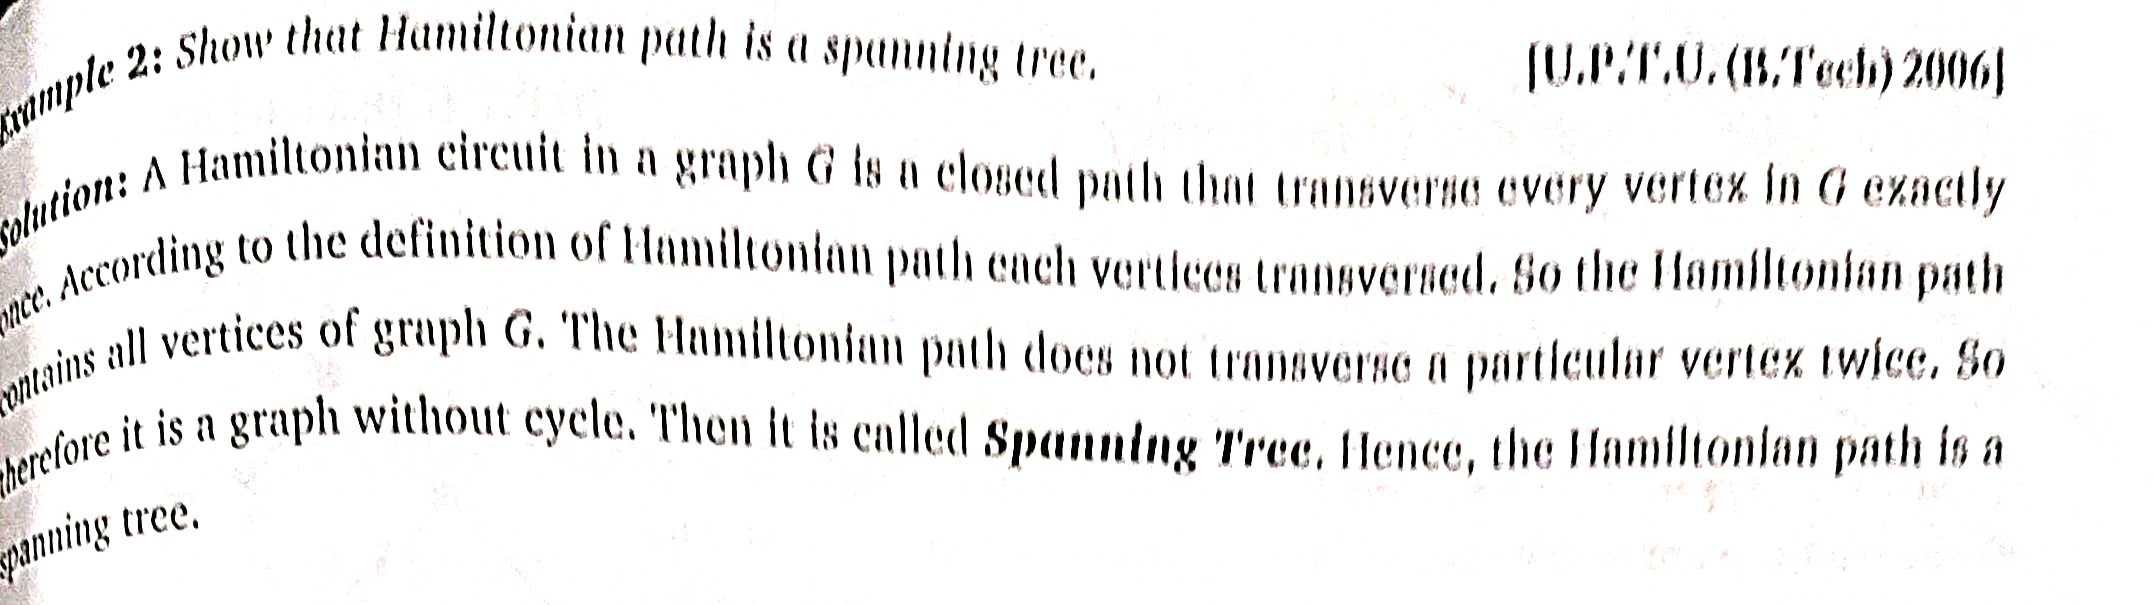 Example 2: Show that Hamiltonian path is a spanning tree. [U.P.T.U. (B.Tech) 2006]
Solution: A Hamiltonian circuit in a graph G is a closed path that transverse every vertex in G exactly
once. According to the definition of Hamiltonian path each vertices transversed. So the Hamiltonian path
contains all vertices of graph G. The Hamiltonian path does not transverse a particular vertex twice. So
therefore it is a graph without cycle. Then it is called Spanning Tree. Hence, the Hamiltonian path is a
spanning tree.